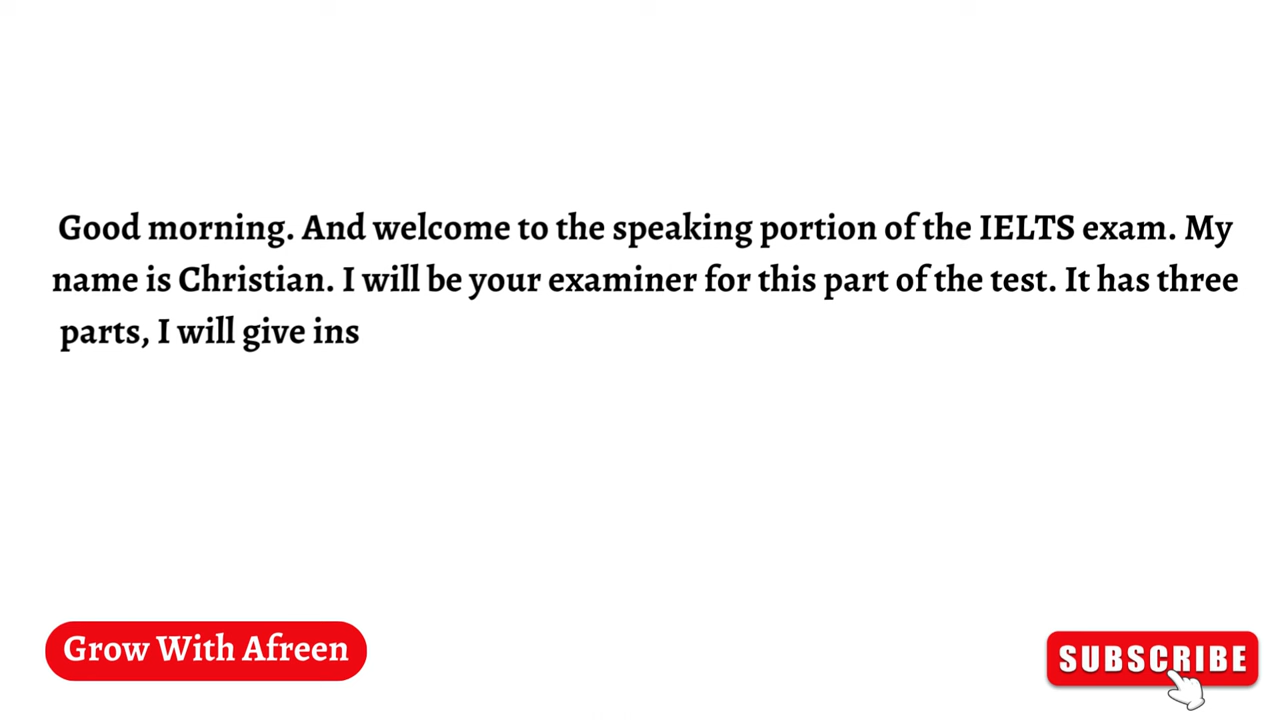 Good morning. And welcome to the speaking portion of the IELTS exam. My
name is Christian. I will be your examiner for this part of the test. It has three
parts, I will give ins
Grow With Afreen
SUBSCRIBE